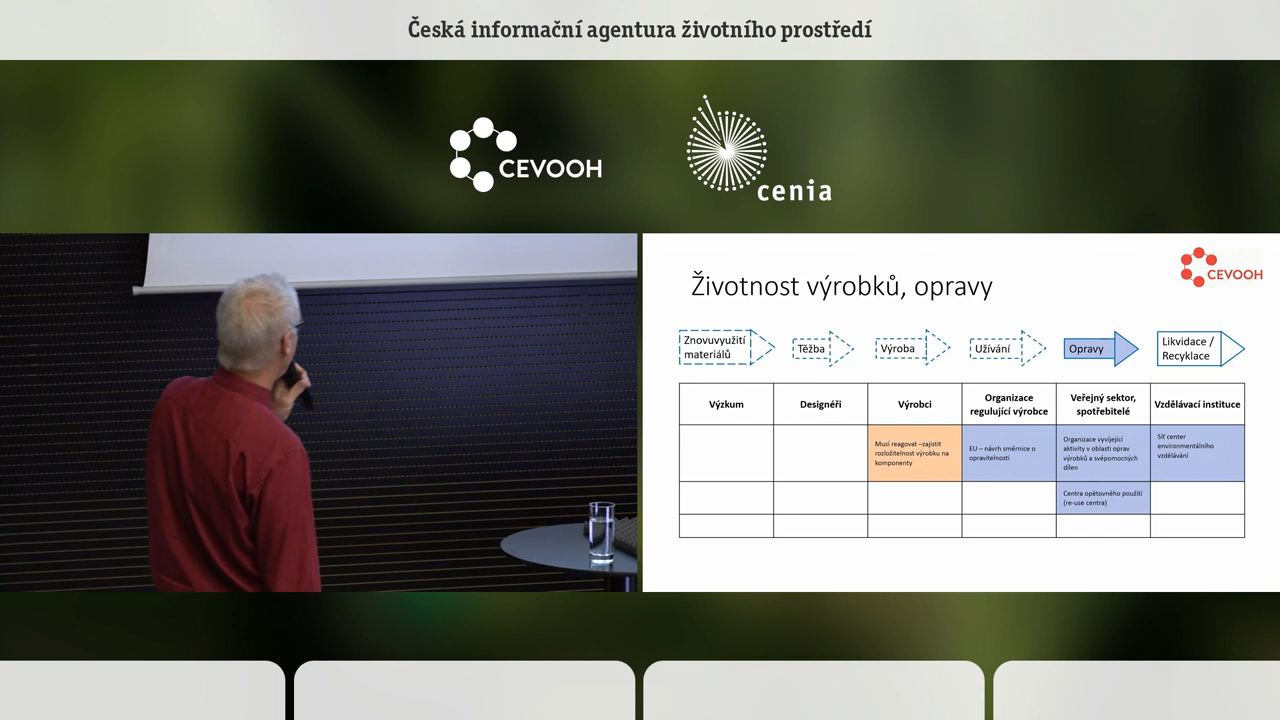 Česká informační agentura životního prostředí
CEVOOH
cenia
CEVOOH
Životnost výrobků, opravy
Znovuvyužití
materiálů
Těžba
Výroba
Užívání
Opravy
Likvidace /
Recyklace
Výzkum
Designéři
Výrobci
Organizace
regulující výrobce
Veřejný sektor,
spotřebitelé
Vzdělávací instituce
Musí reagovat –zajistit
rozložitelnost výrobku na
komponenty
EU – návrh směrnice o
opravitelnosti
Organizace vyvíjející
aktivity v oblasti oprav
výrobků a svépomocných
dílen
Síť center
environmentálního
vzdělávání
Centra opětovného použití
(re-use centra)